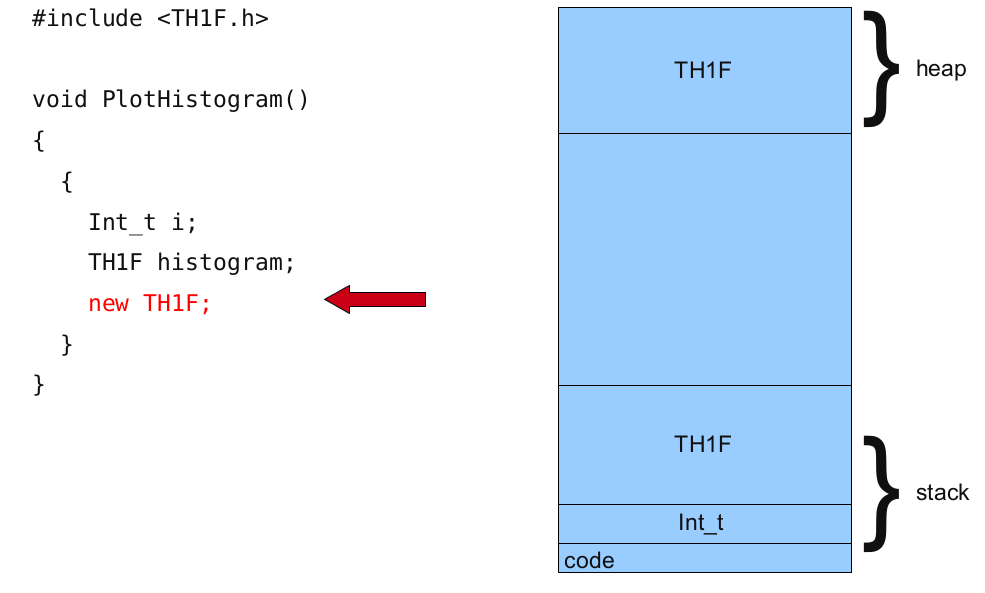 #include <TH1F.h>
void PlotHistogram()
{
{
Int_t i;
TH1F histogram;
new TH1F;
}
}
TH1F
heap
TH1F
stack
Int_t
code